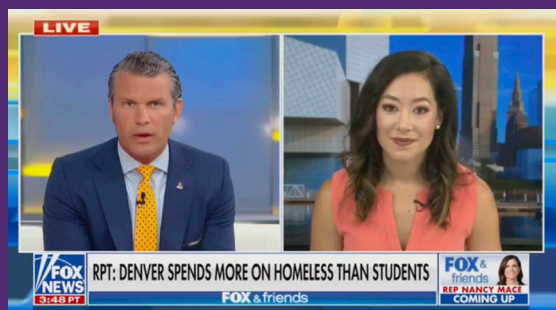 LIVE
FOX
NEWS
3:48 PT
RPT: DENVER SPENDS MORE ON HOMELESS THAN STUDENTS
FOX & friends
FOX &
friends
REP NANCY MACE
COMING UP